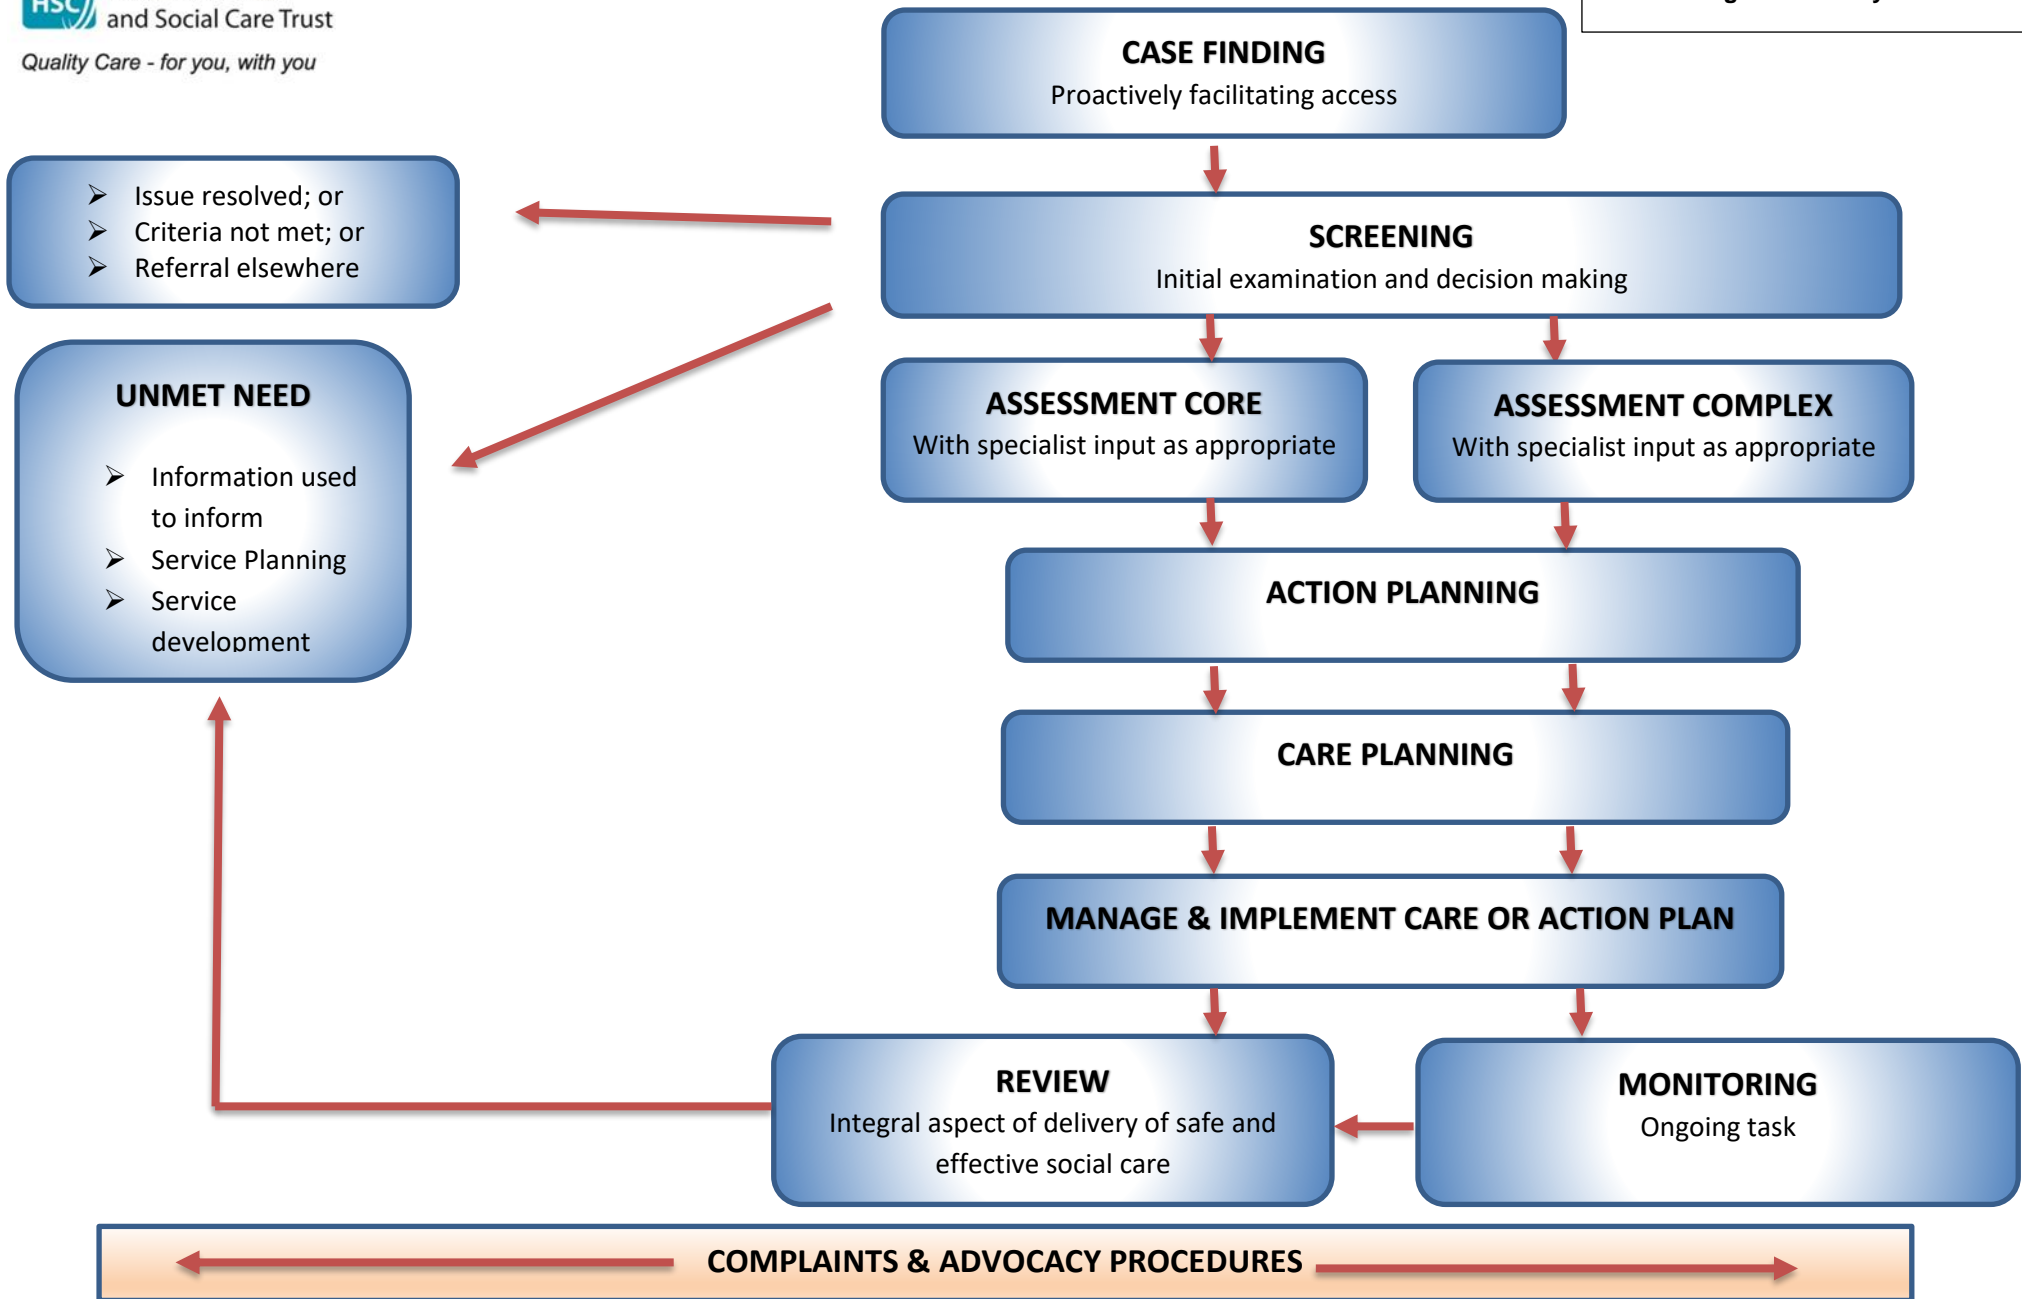 HSC
and Social Care Trust
Quality Care - for you, with you
CASE FINDING
Proactively facilitating access
➢ Issue resolved; or
➢ Criteria not met; or
➢ Referral elsewhere
SCREENING
Initial examination and decision making
UNMET NEED
➢ Information used
to inform
➢ Service Planning
➢ Service
development
ASSESSMENT CORE
With specialist input as appropriate
ASSESSMENT COMPLEX
With specialist input as appropriate
ACTION PLANNING
CARE PLANNING
MANAGE & IMPLEMENT CARE OR ACTION PLAN
REVIEW
Integral aspect of delivery of safe and
effective social care
MONITORING
Ongoing task
COMPLAINTS & ADVOCACY PROCEDURES